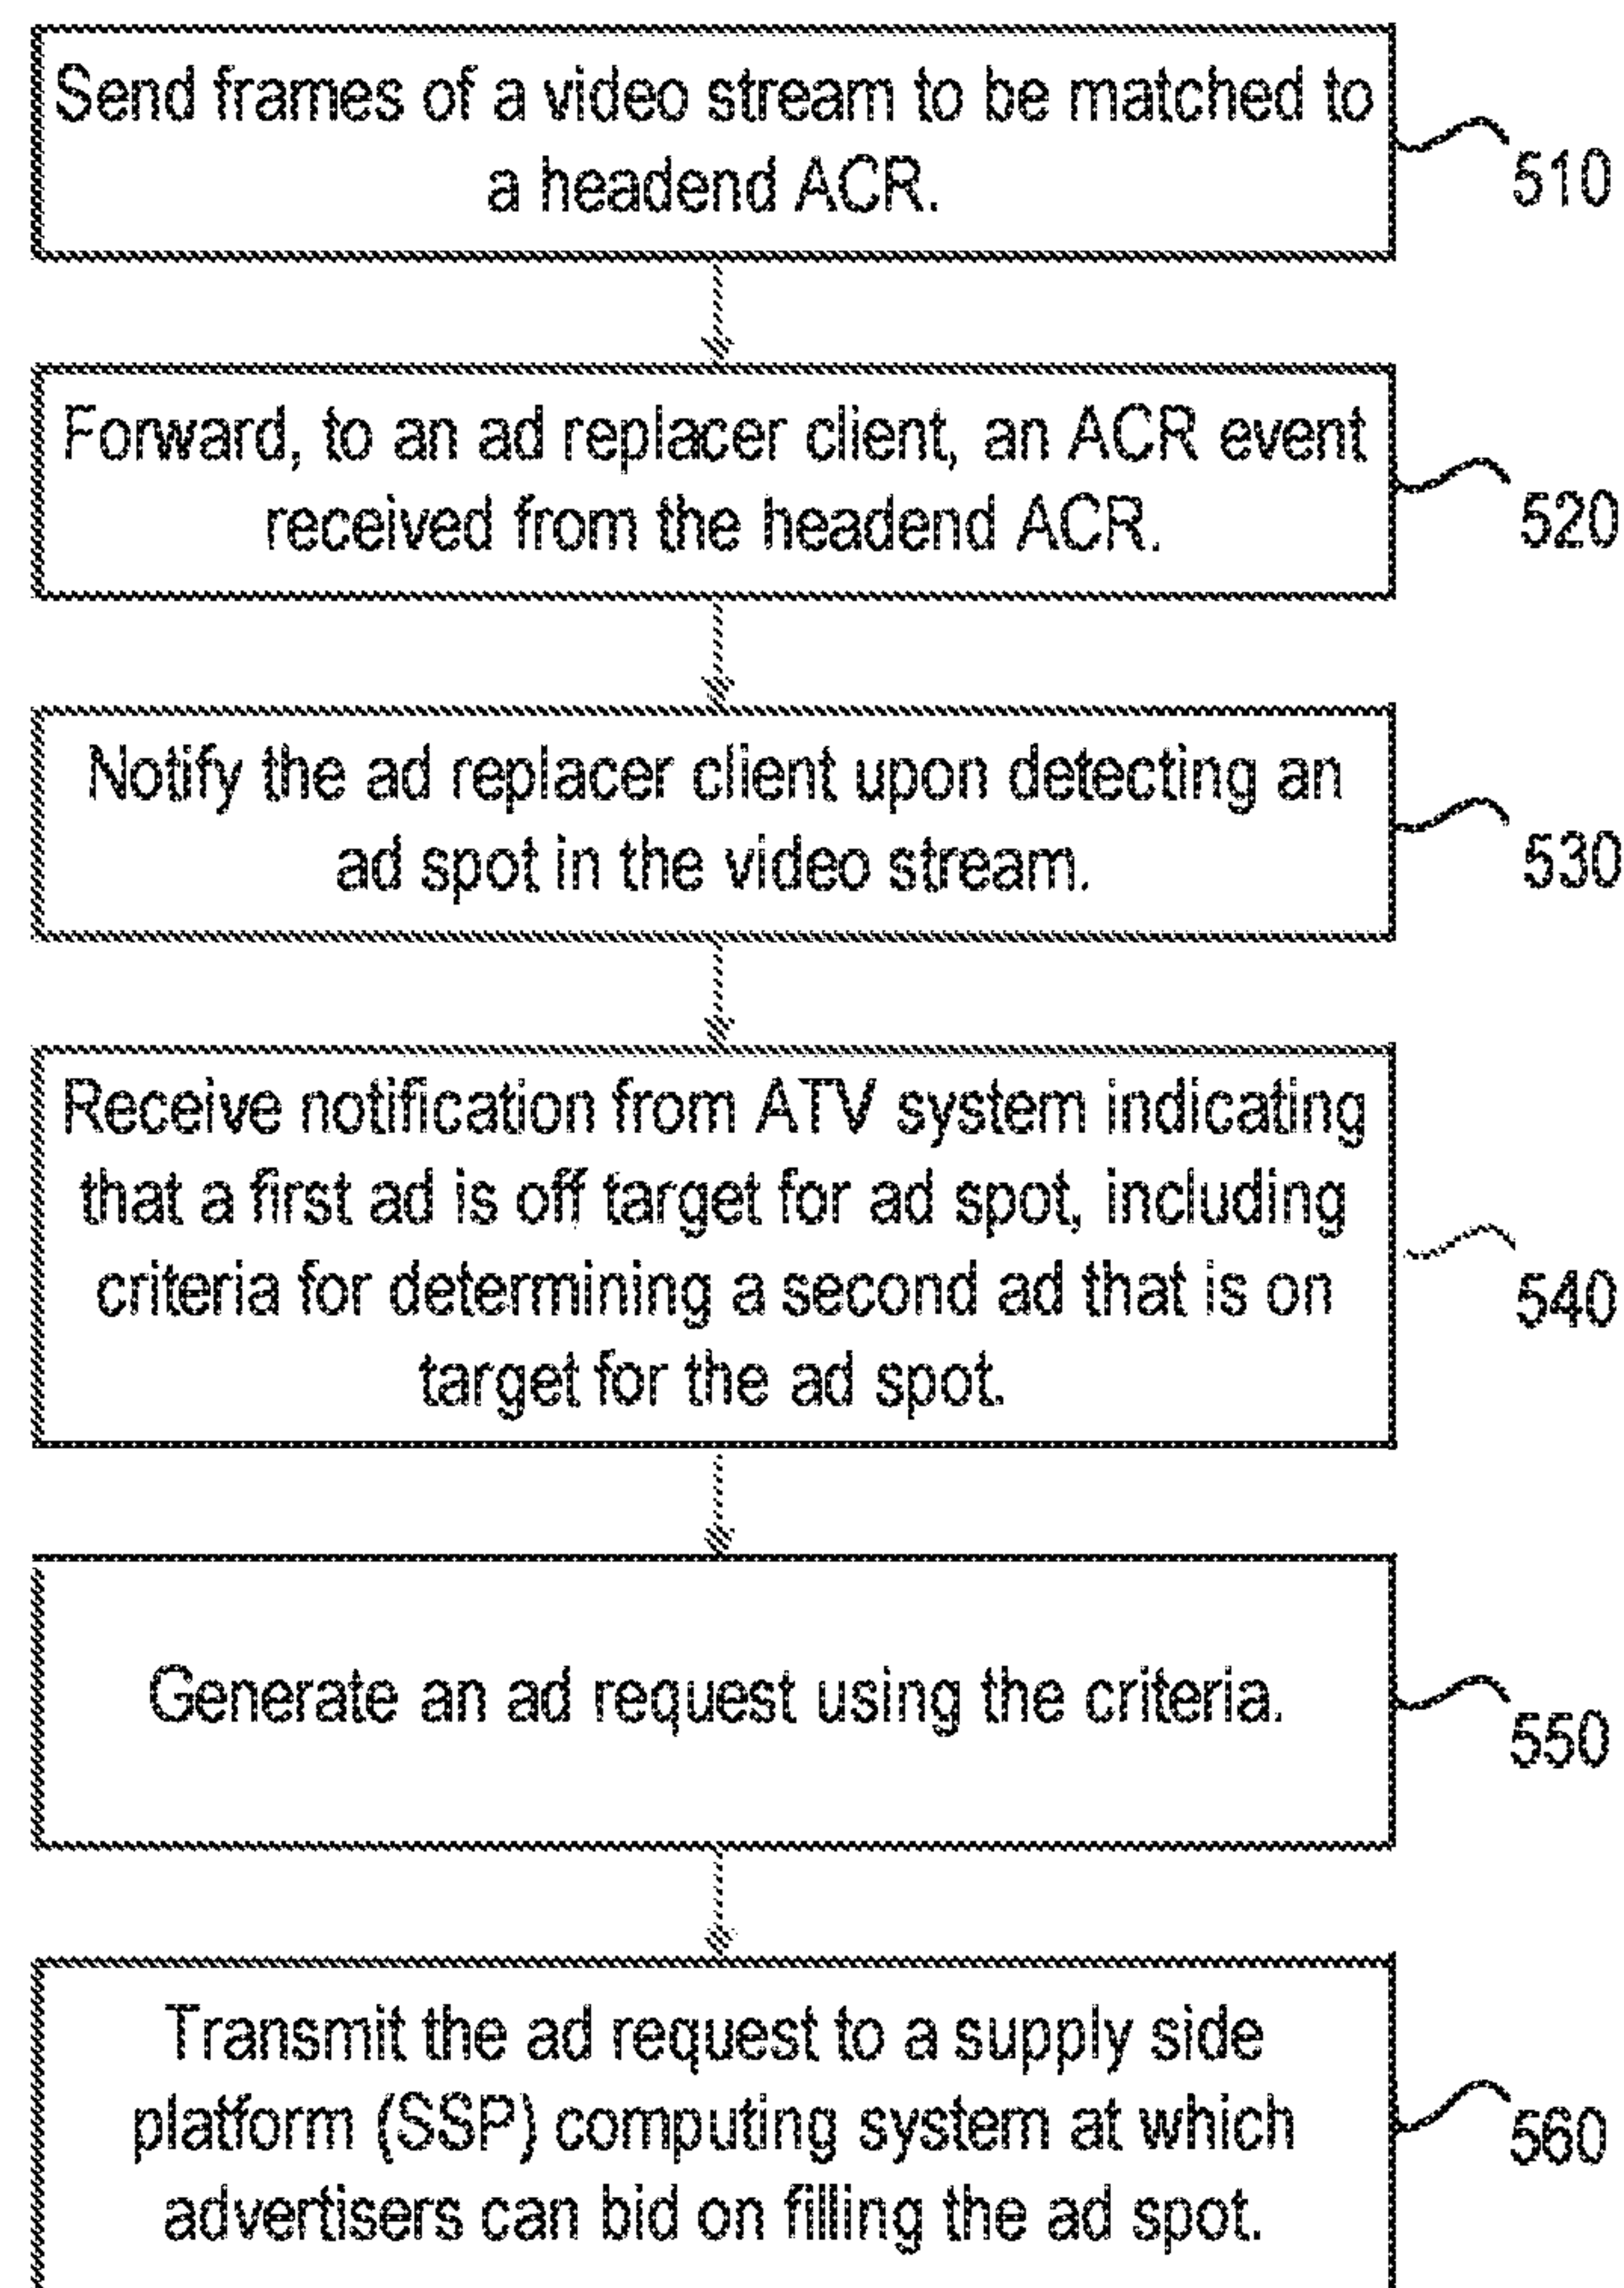 Send frames of a video stream to be matched to
a headend ACR.
510
Forward, to an ad replacer client, an ACR event
received from the headend ACR.
520
Notify the ad replacer client upon detecting an
ad spot in the video stream.
530
Receive notification from ATV system indicating
that a first ad is off target for ad spot, including
criteria for determining a second ad that is on
target for the ad spot.
540
Generate an ad request using the criteria.
550
Transmit the ad request to a supply side
platform (SSP) computing system at which
advertisers can bid on filling the ad spot.
560